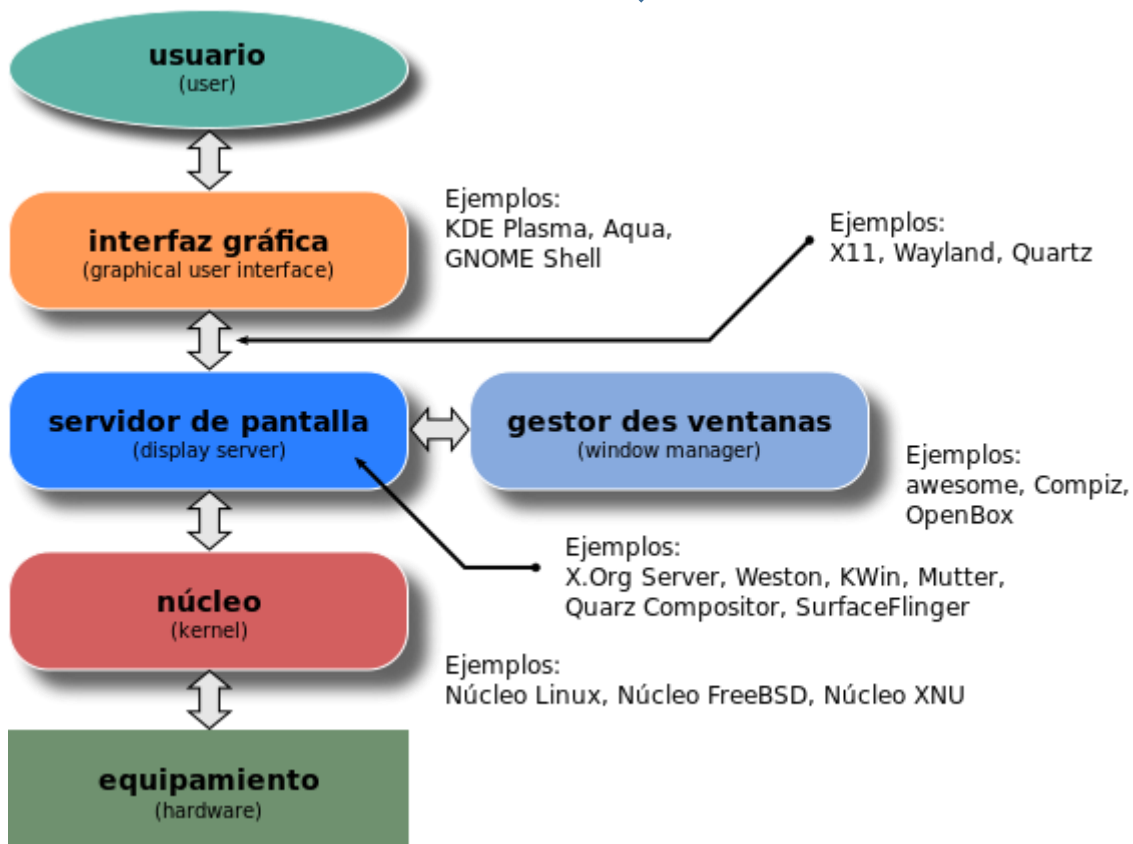 usuario
(user)
interfaz gráfica
(graphical user interface)
Ejemplos:
KDE Plasma, Aqua,
GNOME Shell
Ejemplos:
X11, Wayland, Quartz
servidor de pantalla
(display server)
gestor des ventanas
(window manager)
Ejemplos:
awesome, Compiz,
OpenBox
Ejemplos:
X.Org Server, Weston, KWin, Mutter,
Quarz Compositor, SurfaceFlinger
núcleo
(kernel)
Ejemplos:
Núcleo Linux, Núcleo FreeBSD, Núcleo XNU
equipamiento
(hardware)